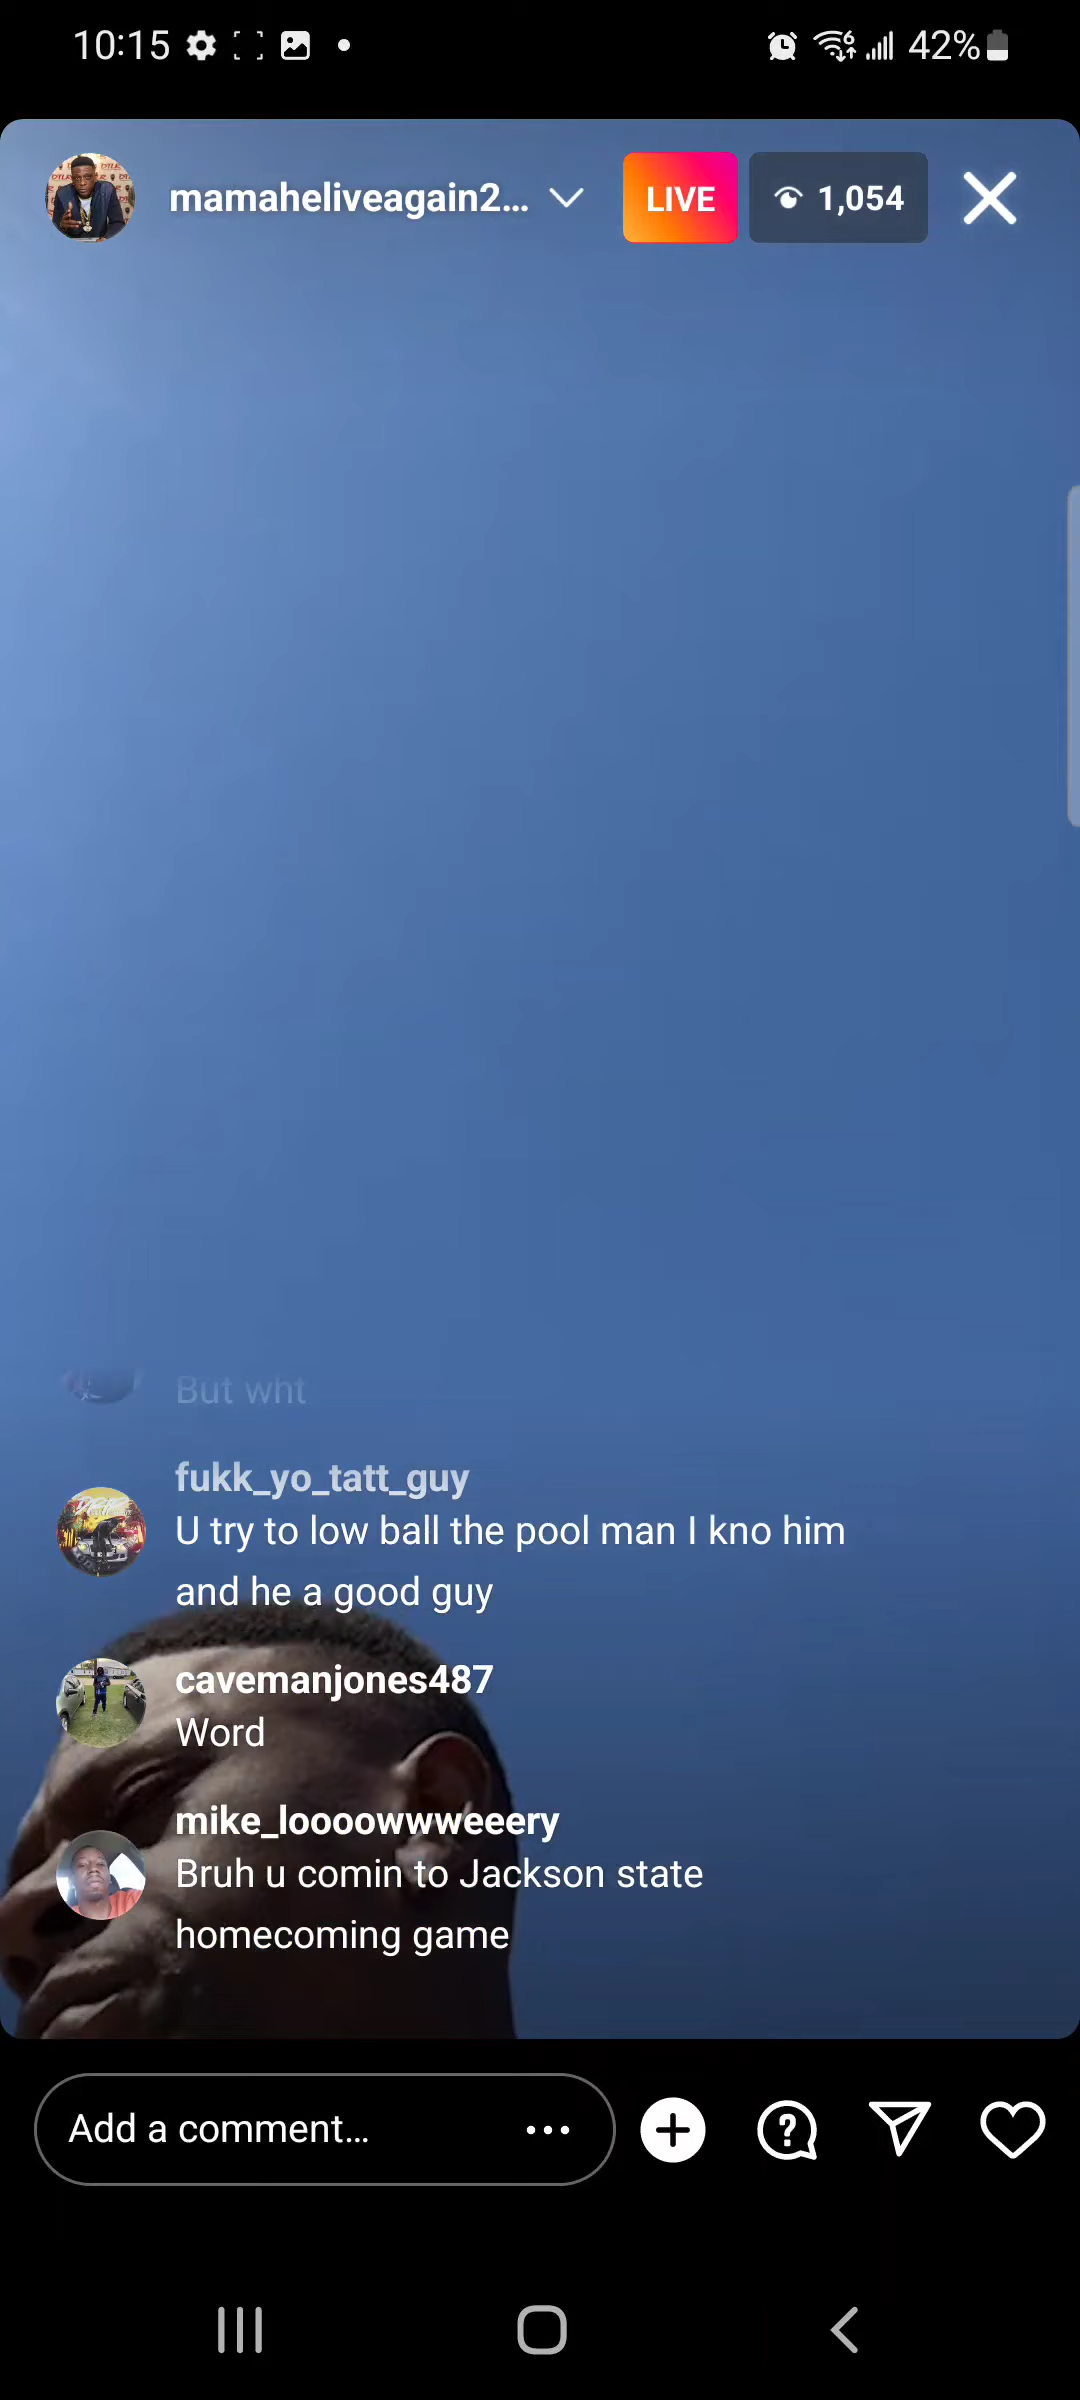 10:15
42%
mamaheliveagain2...
LIVE
1,054
But wht
fukk_yo_tatt_guy
U try to low ball the pool man I kno him
and he a good guy
cavemanjones487
Word
mike_loooowwweeery
Bruh u comin to Jackson state
homecoming game
Add a comment...